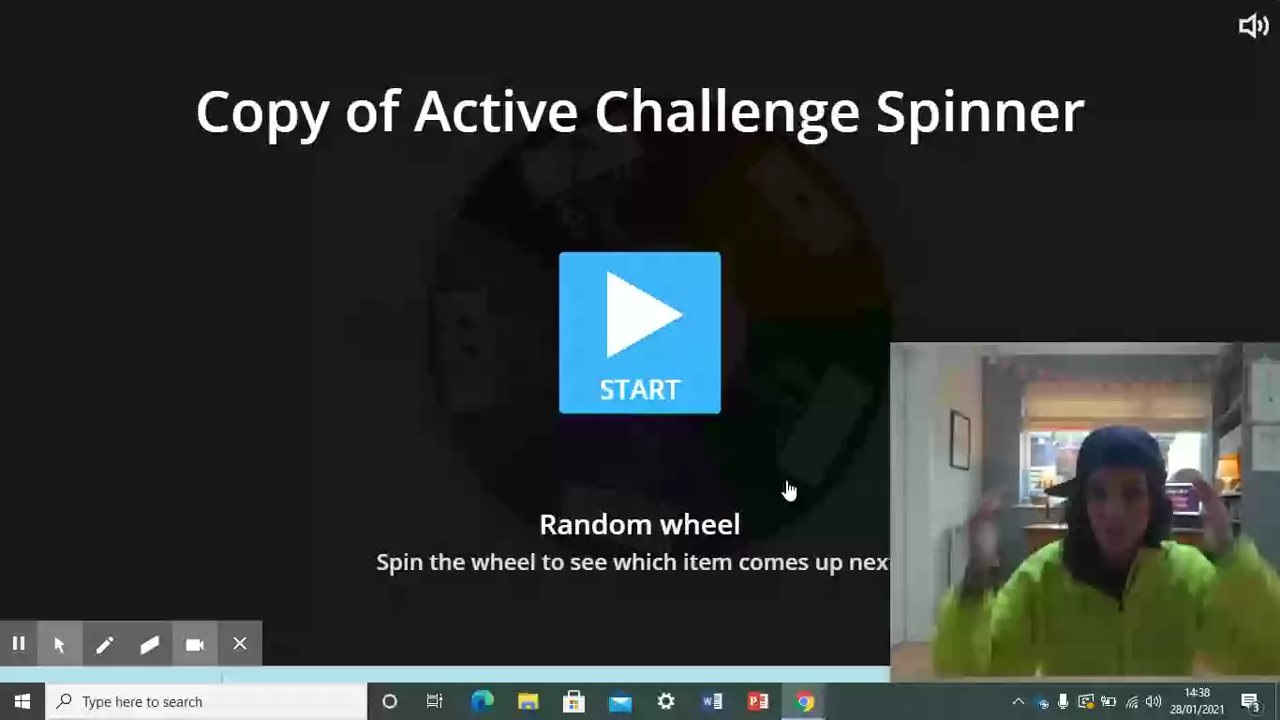 Copy of Active Challenge Spinner
START
Random wheel
Spin the wheel to see which item comes up nex
Type here to search
14:38
28/01/2021
3